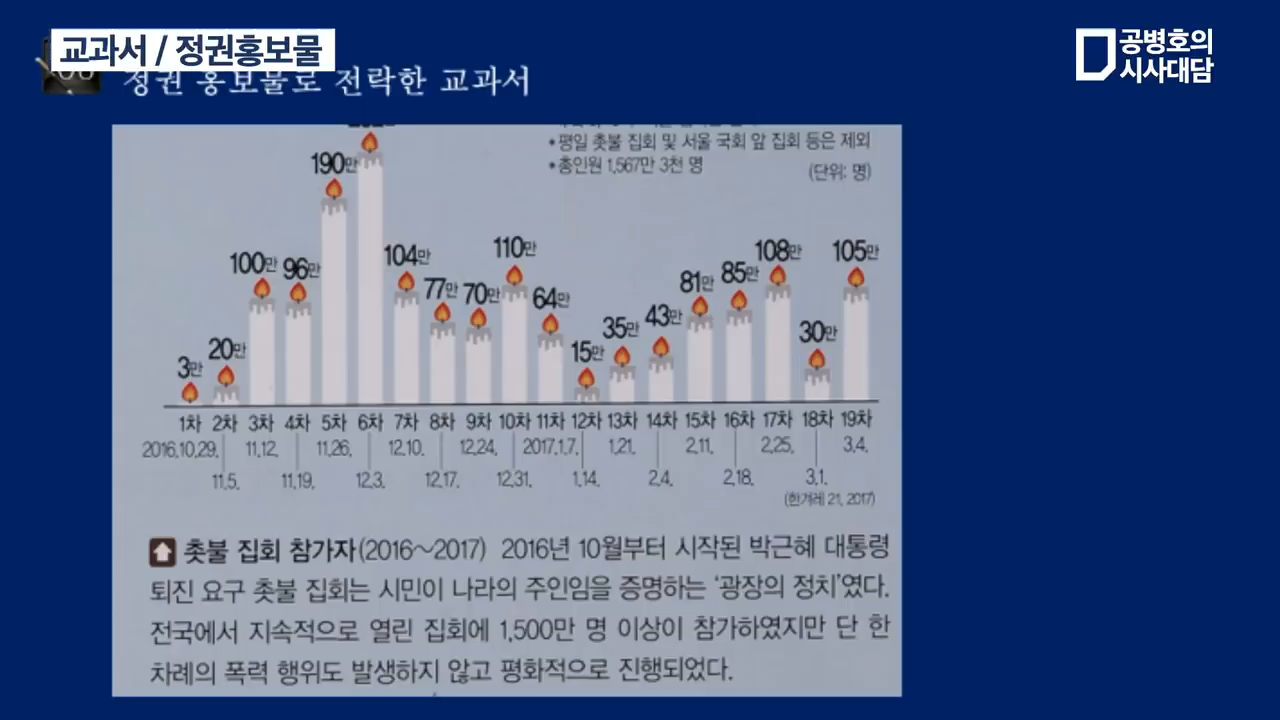 교과서 / 정권홍보물
공병호의
시사대담
정권 홍보물로 전락한 교과서
•평일 촛불 집회 및 서울 국회 앞 집회 등은 제외
•총인원 1,567만 3천 명
(단위: 명)
190만
110만
108만
105만
104만
100만
96만
85만
81만
77만
70만
64만
43만
35만
30만
20만
15만
3만
1차 2차 3차 4차 5차 6차 7차 8차 9차 10차 11차 12차 13차 14차 15차 16차 17차 18차 19차
2016.10.29. 11.12. 11.26. 12.10. 12.24. 2017.1.7. 1.21. 2.11. 2.25. 3.4.
11.5. 11.19. 12.3. 12.17. 12.31. 1.14. 2.4. 2.18. 3.1.
(한겨레 21, 2017)
촛불 집회 참가자(2016~2017) 2016년 10월부터 시작된 박근혜 대통령
퇴진 요구 촛불 집회는 시민이 나라의 주인임을 증명하는 ‘광장의 정치’였다.
전국에서 지속적으로 열린 집회에 1,500만 명 이상이 참가하였지만 단 한
차례의 폭력 행위도 발생하지 않고 평화적으로 진행되었다.